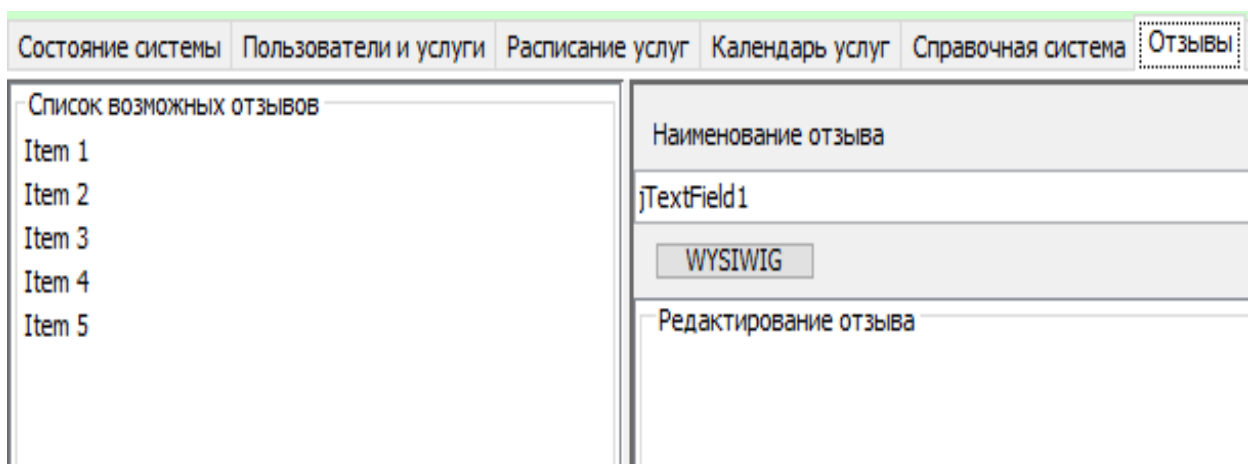 Состояние системы Пользователи и услуги Расписание услуг Календарь услуг Справочная система Отзывы
Список возможных отзывов
Item 1
Item 2
Item 3
Item 4
Item 5
Наименование отзыва
jTextField1
WYSIWIG
Редактирование отзыва